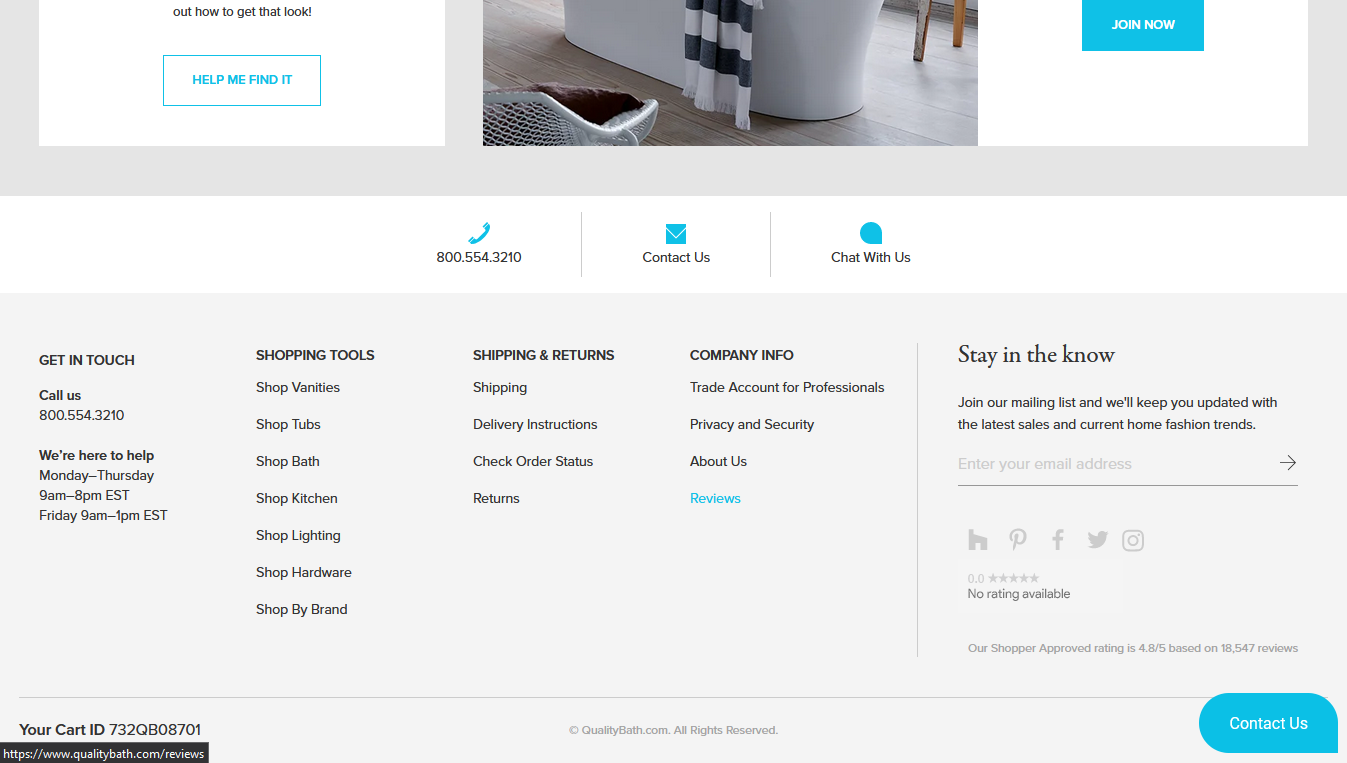 out how to get that look!
HELP ME FIND IT
JOIN NOW
800.554.3210
Contact Us
Chat With Us
GET IN TOUCH
Call us
800.554.3210
We're here to help
Monday–Thursday
9am–8pm EST
Friday 9am–1pm EST
SHOPPING TOOLS
Shop Vanities
Shop Tubs
Shop Bath
Shop Kitchen
Shop Lighting
Shop Hardware
Shop By Brand
SHIPPING & RETURNS
Shipping
Delivery Instructions
Check Order Status
Returns
COMPANY INFO
Trade Account for Professionals
Privacy and Security
About Us
Reviews
Stay in the know
Join our mailing list and we'll keep you updated with
the latest sales and current home fashion trends.
Enter your email address
0.0 ★★★★★
No rating available
Our Shopper Approved rating is 4.8/5 based on 18,547 reviews
Your Cart ID 732QB08701
© QualityBath.com. All Rights Reserved.
Contact Us
https://www.qualitybath.com/reviews